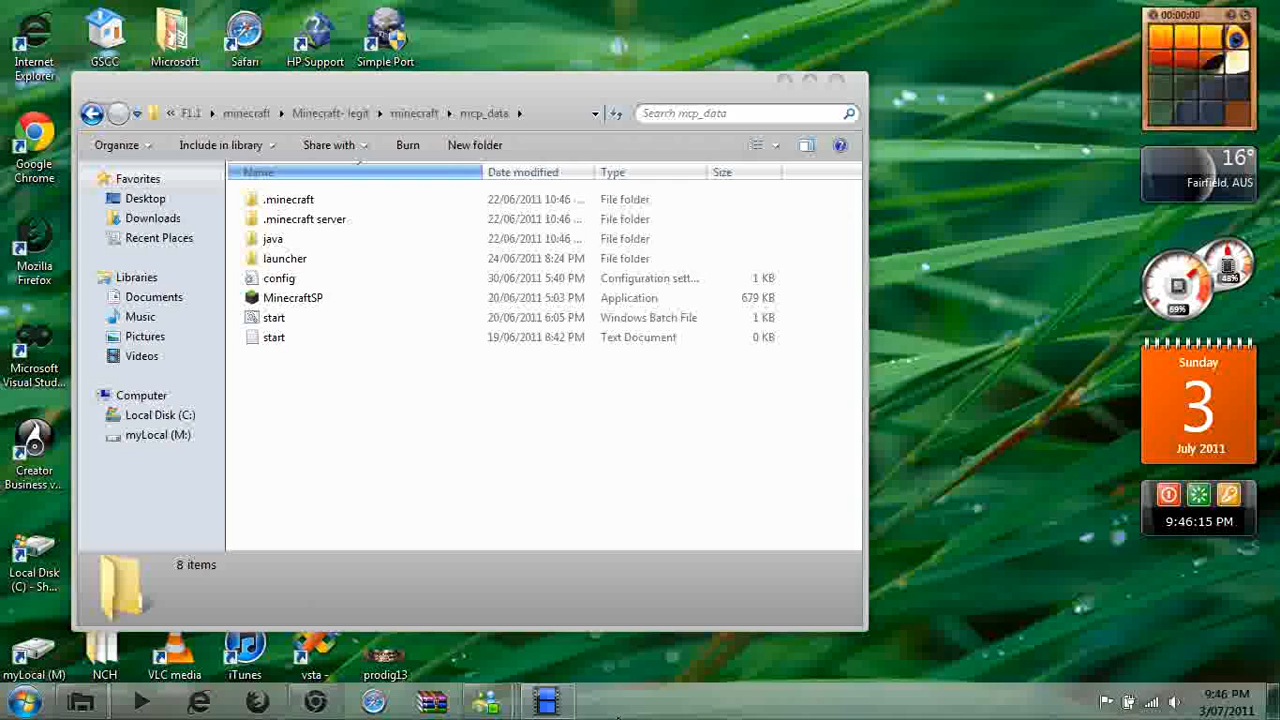 Internet Explorer
GSCC
Microsoft
Safari
HP Support
Simple Port
Google Chrome
Mozilla Firefox
Microsoft Visual Stud...
Creator Business v...
Local Disk (C) - Sh...
myLocal (M)
NCH
VLC media
iTunes
vsta -
prodig13
« F1.1 minecraft Minecraft- legit minecraft mcp_data
Search mcp_data
Organize Include in library Share with Burn New folder
Favorites
Desktop
Downloads
Recent Places
Libraries
Documents
Music
Pictures
Videos
Computer
Local Disk (C:)
myLocal (M:)
Name Date modified Type Size
.minecraft 22/06/2011 10:46 ... File folder
.minecraft server 22/06/2011 10:46 ... File folder
java 22/06/2011 10:46 ... File folder
launcher 24/06/2011 8:24 PM File folder
config 30/06/2011 5:40 PM Configuration sett... 1 KB
MinecraftSP 20/06/2011 5:03 PM Application 679 KB
start 20/06/2011 6:05 PM Windows Batch File 1 KB
start 19/06/2011 8:42 PM Text Document 0 KB
8 items
00:00:00
16°
Fairfield, AUS
48%
69%
Sunday
3
July 2011
9:46:15 PM
9:46 PM
3/07/2011